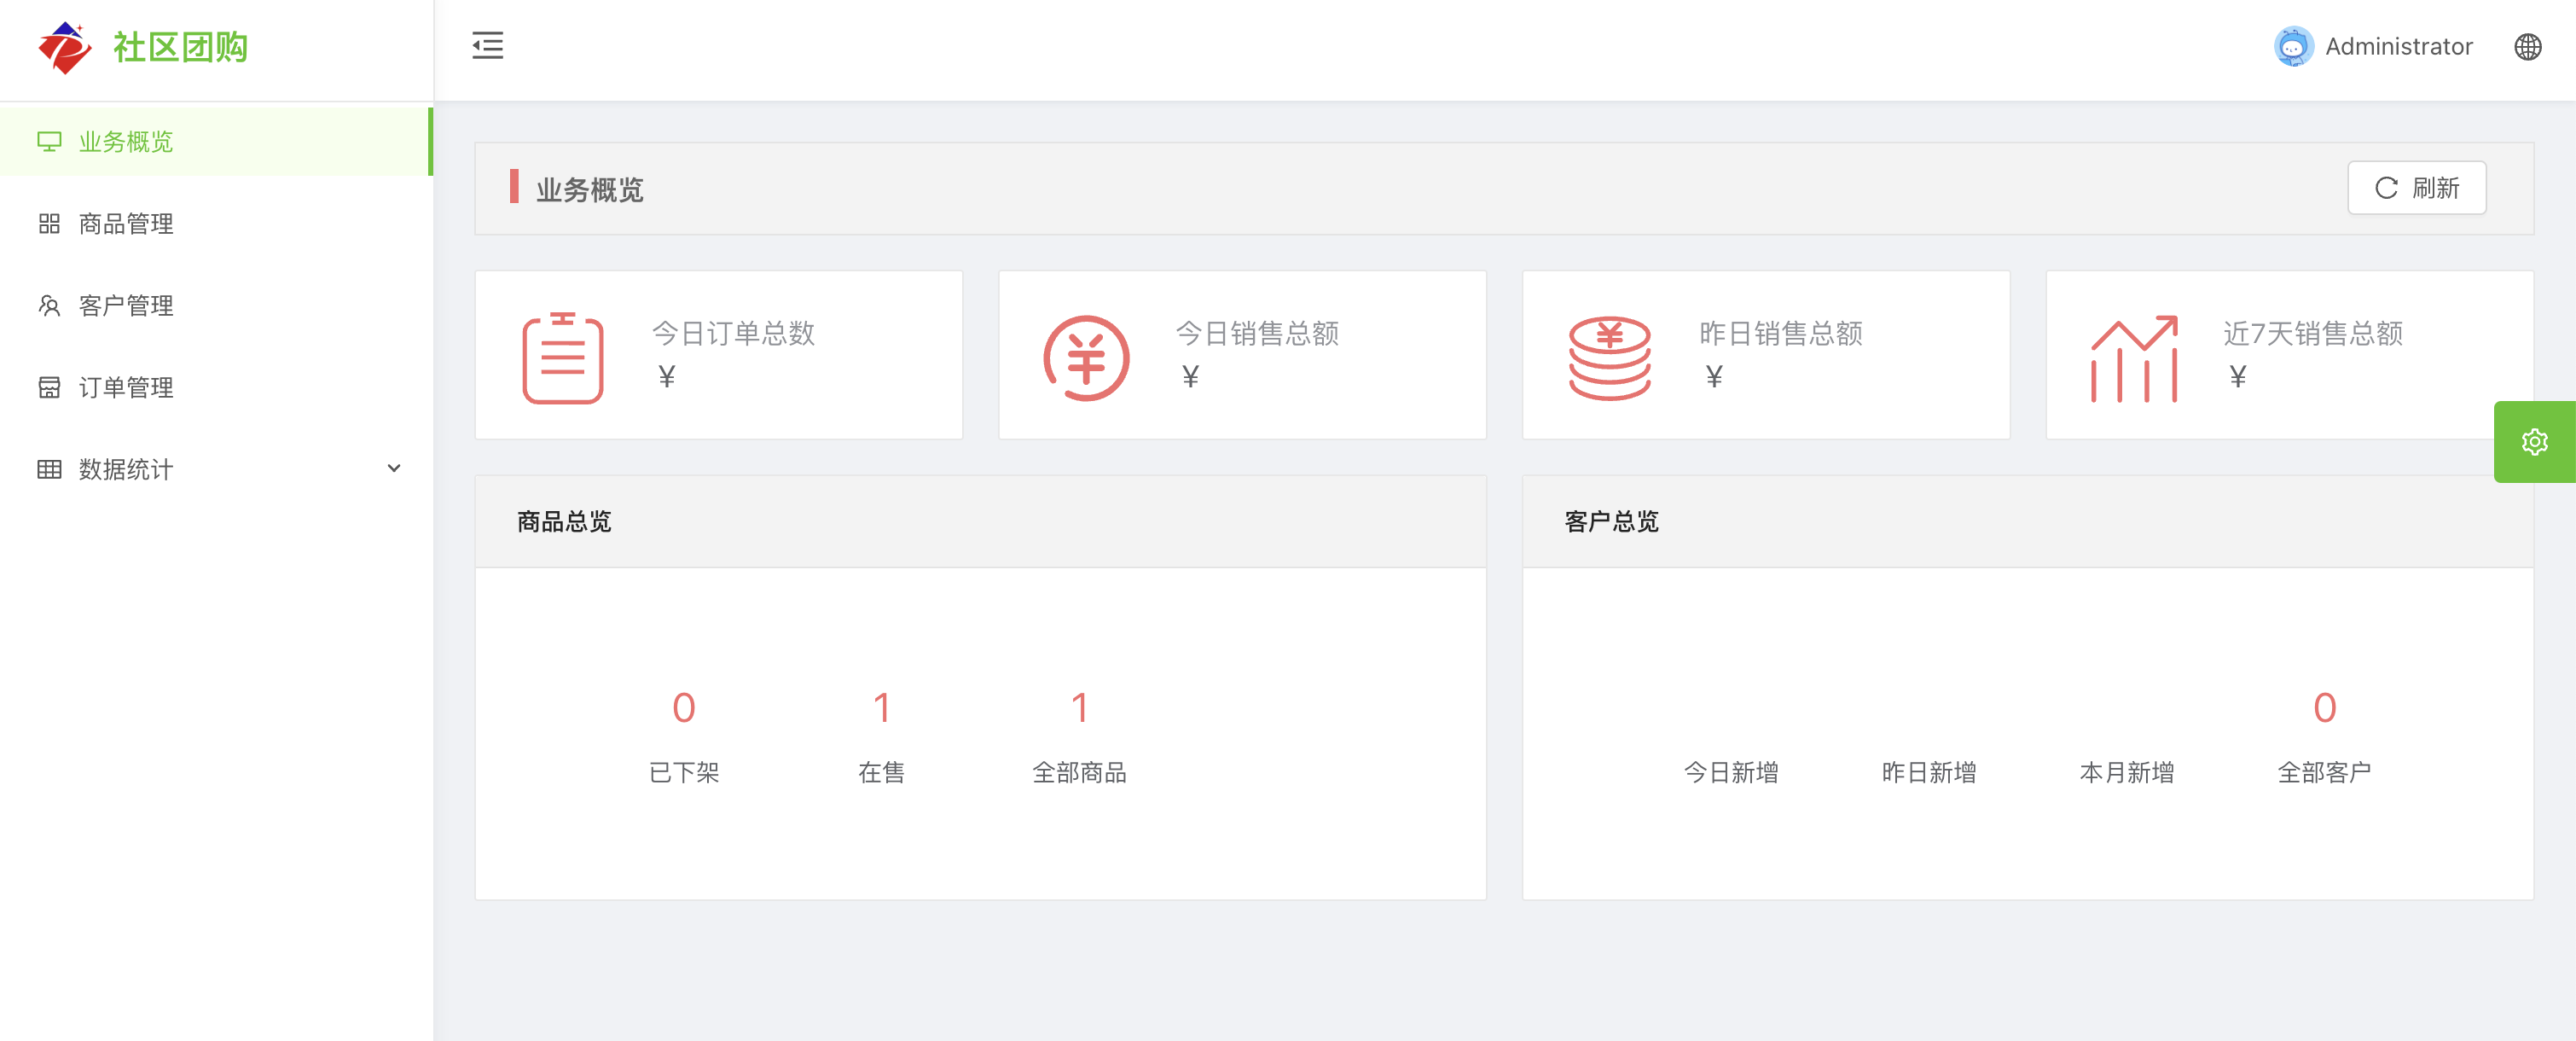 社区团购
Administrator
业务概览
商品管理
客户管理
订单管理
数据统计
业务概览
刷新
今日订单总数
¥
今日销售总额
¥
昨日销售总额
¥
近7天销售总额
¥
商品总览
0
已下架
1
在售
1
全部商品
客户总览
今日新增
昨日新增
本月新增
0
全部客户